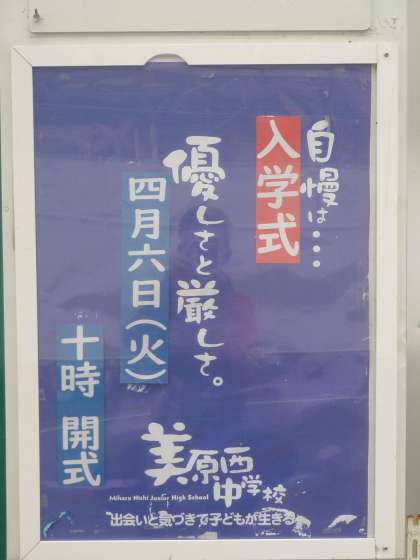 自慢は…
入学式
優しさと厳しさ。
四月六日(火)
十時 開式
美原西中学校
Mihara Nishi Junior High School
出会いと気づきで子どもが生きる